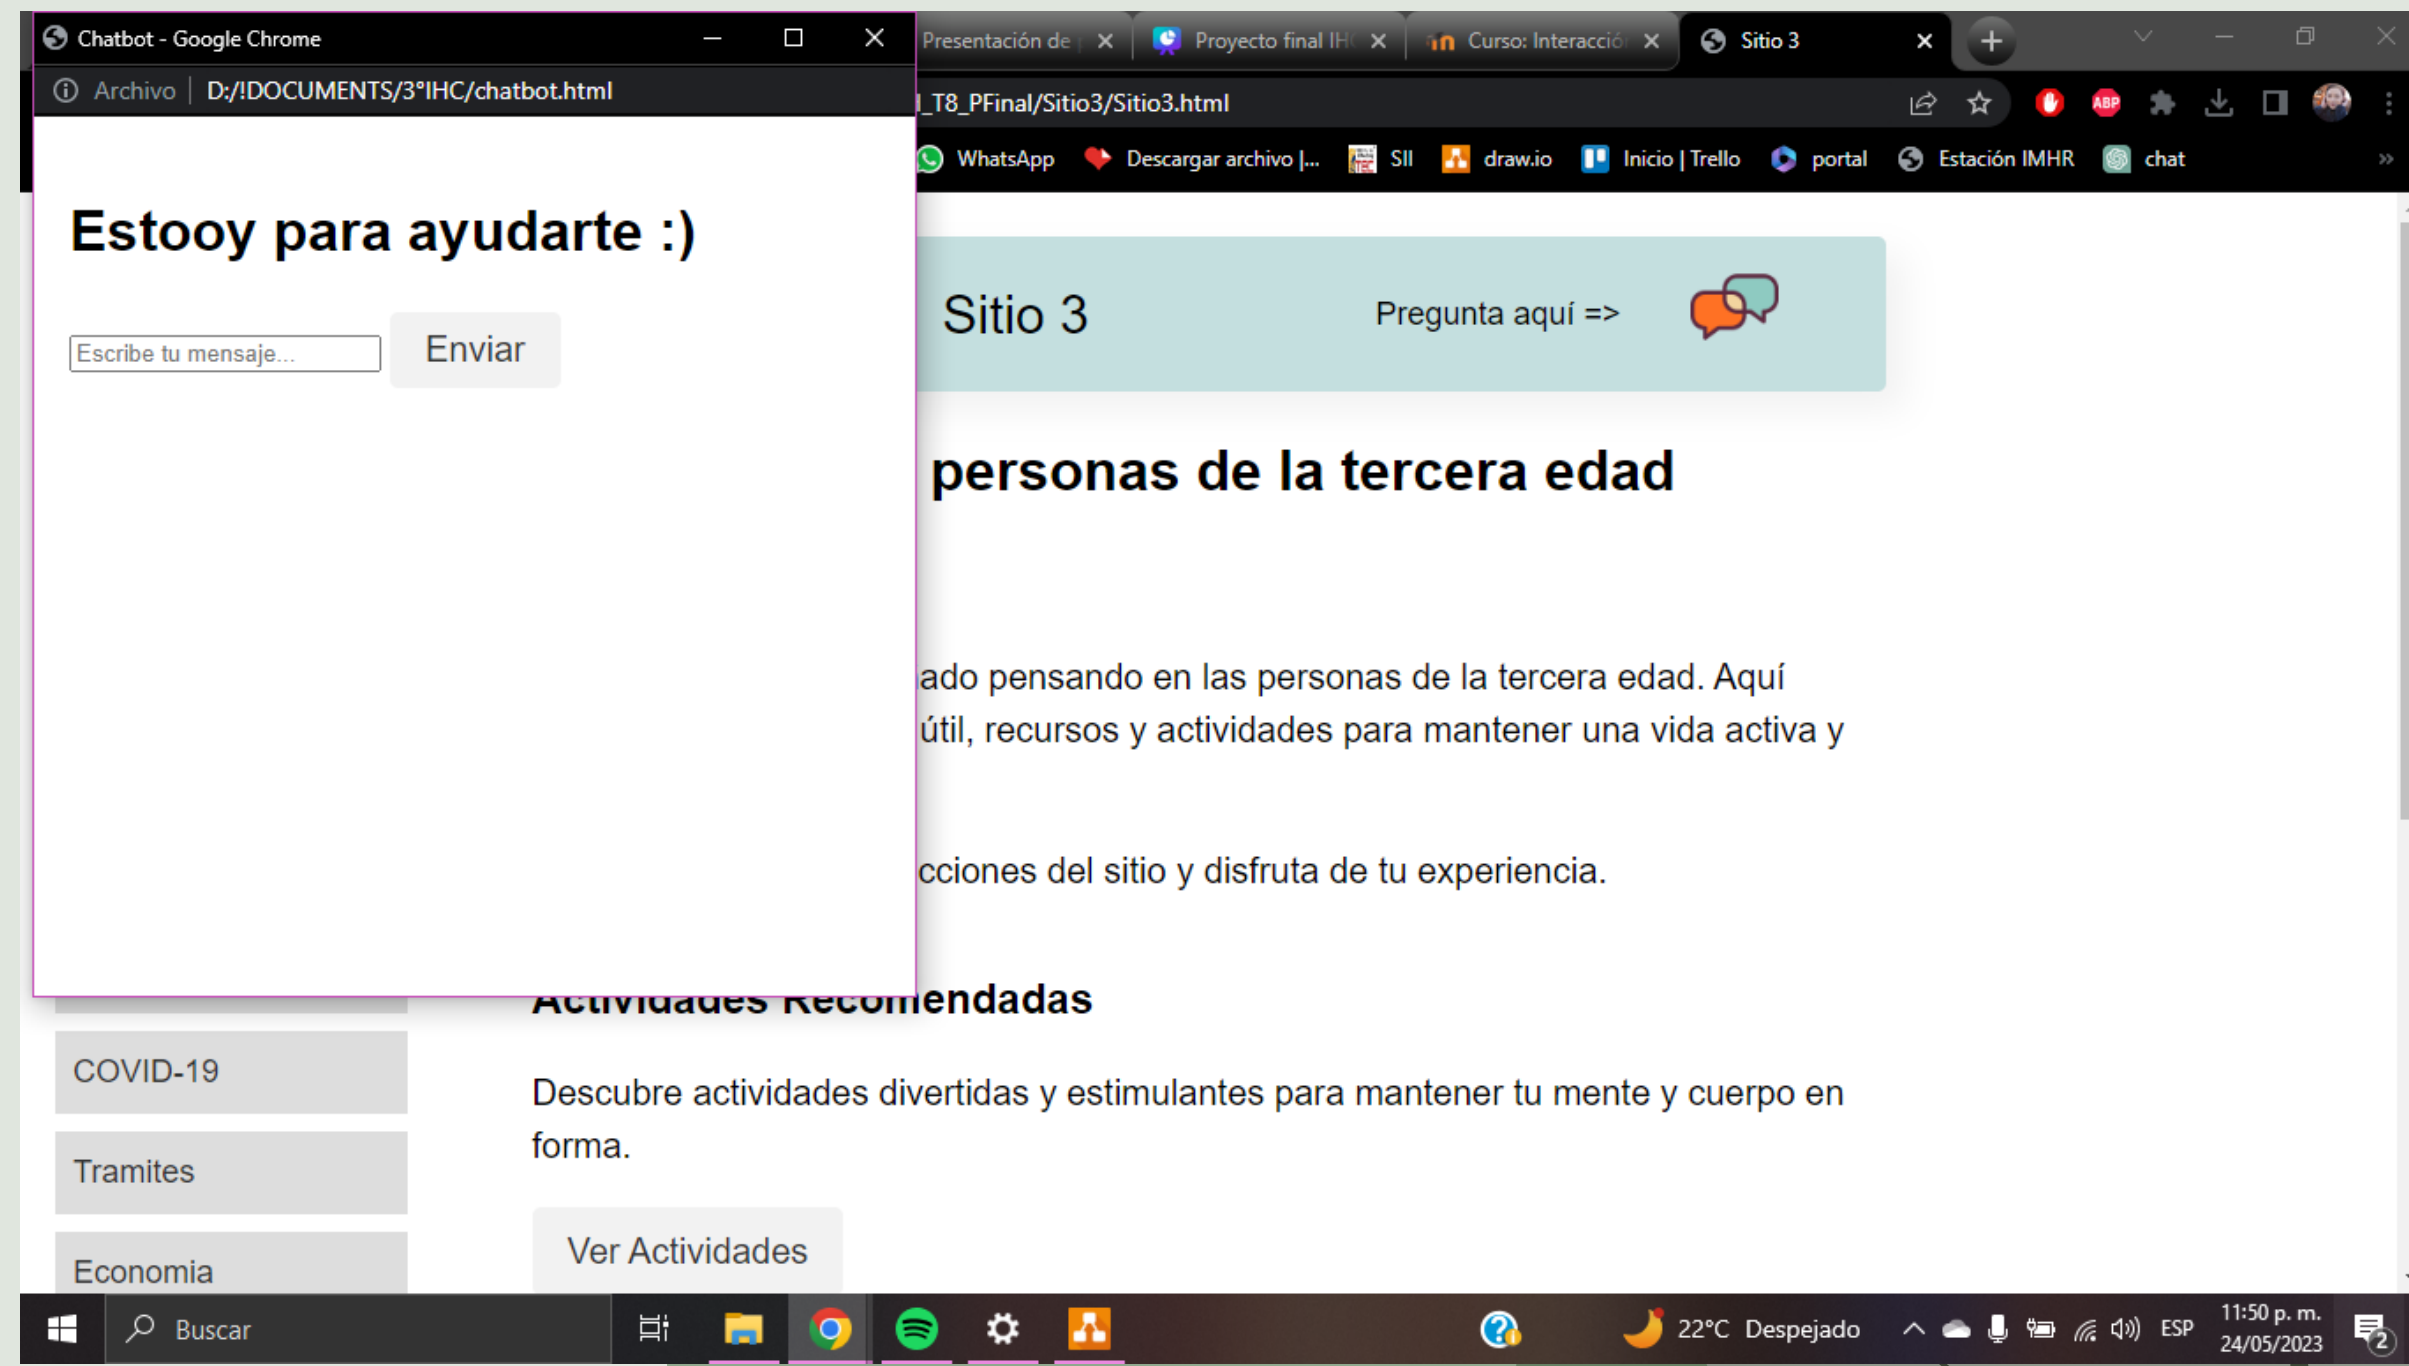 Chatbot - Google Chrome
Archivo | D:/!DOCUMENTS/3°IHC/chatbot.html
Estooy para ayudarte :)
Escribe tu mensaje...
Enviar
Presentación de
Proyecto final IH
Curso: Interacció
Sitio 3
_T8_PFinal/Sitio3/Sitio3.html
ABP
WhatsApp
Descargar archivo |...
SII
draw.io
Inicio | Trello
portal
Estación IMHR
chat
»
Sitio 3
Pregunta aquí =>
personas de la tercera edad
ado pensando en las personas de la tercera edad. Aquí
útil, recursos y actividades para mantener una vida activa y
cciones del sitio y disfruta de tu experiencia.
Actividades Recomendadas
COVID-19
Tramites
Economia
Descubre actividades divertidas y estimulantes para mantener tu mente y cuerpo en
forma.
Ver Actividades
Buscar
22°C Despejado
ESP
11:50 p. m.
24/05/2023
2